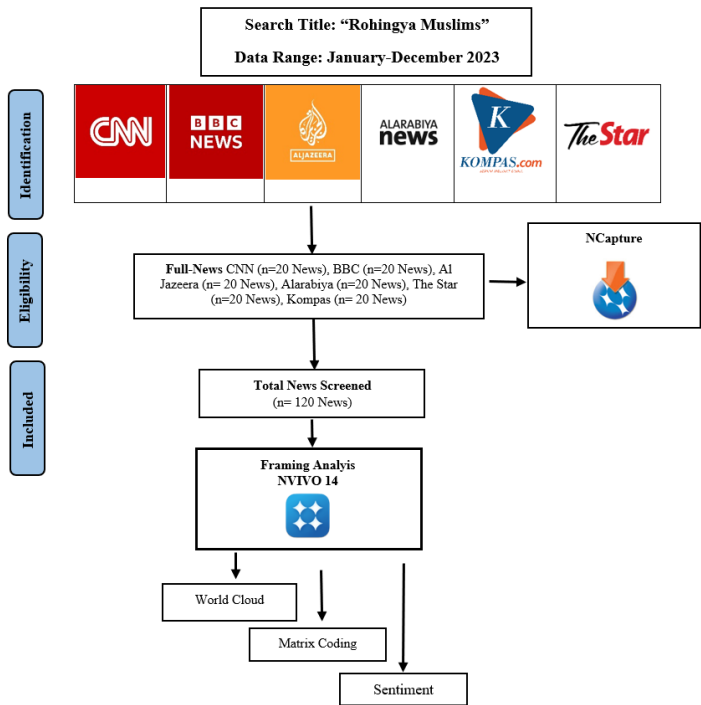 Search Title: “Rohingya Muslims”
Data Range: January-December 2023
Identification
CNN
BBC
NEWS
ALJAZEERA
ALARABIYA
news
K
KOMPAS.com
The Star
Eligibility
Full-News CNN (n=20 News), BBC (n=20 News), Al
Jazeera (n= 20 News), Alarabiya (n=20 News), The Star
(n=20 News), Kompas (n= 20 News)
NCapture
Included
Total News Screened
(n= 120 News)
Framing Analyis
NVIVO 14
World Cloud
Matrix Coding
Sentiment